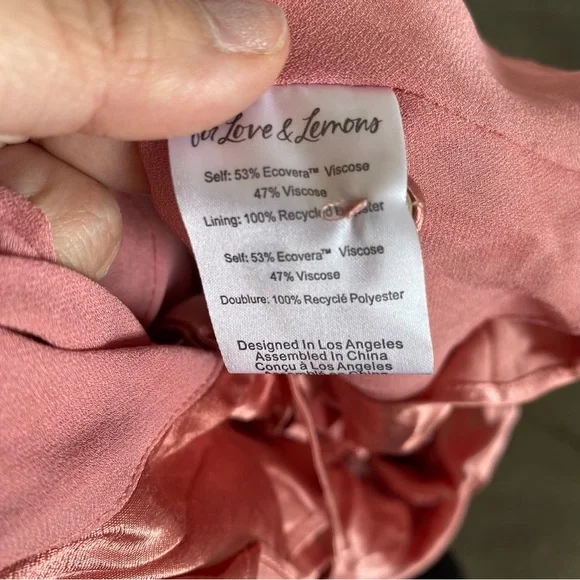 Love & Lemons
Self: 53% Ecovera™ Viscose
47% Viscose
Lining: 100%
Self: 53% Ecovera™ Viscose
47% Viscose
Doublure: 100% Recyclé Polyester
Designed In Los Angeles
Assembled In China
Conçu à Los Angeles